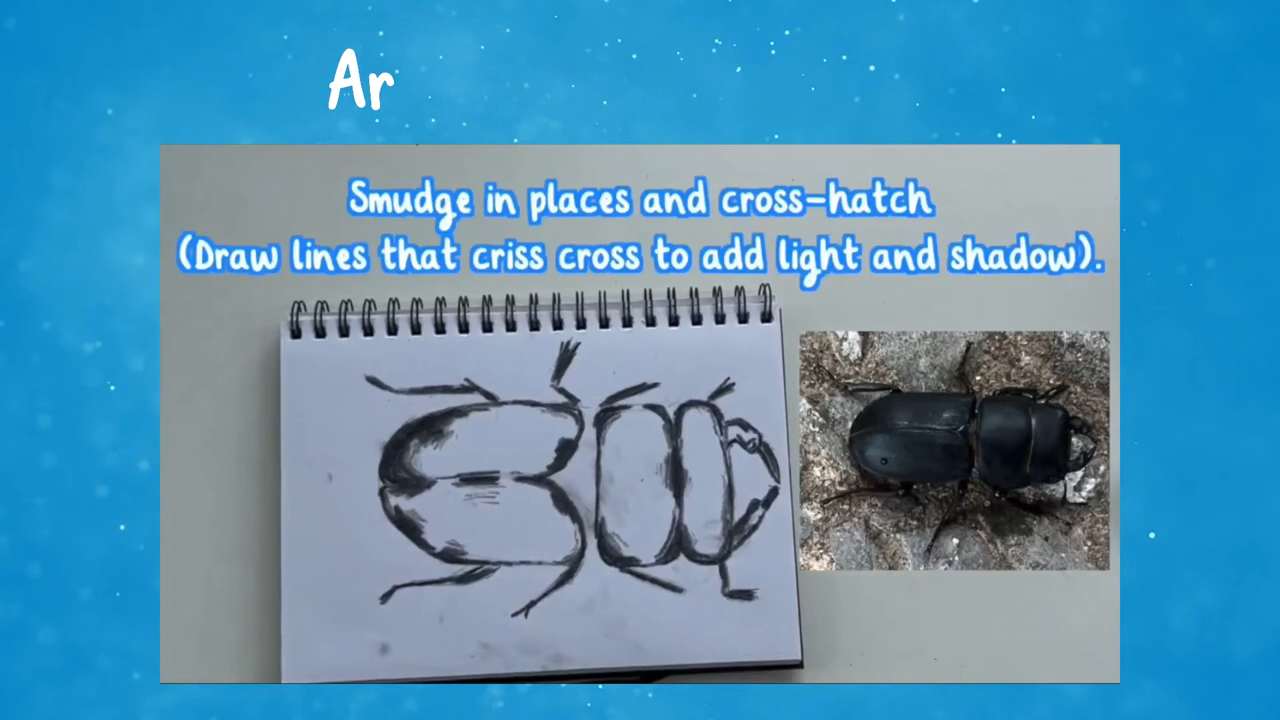 Ar
Smudge in places and cross-hatch
(Draw lines that criss cross to add light and shadow).